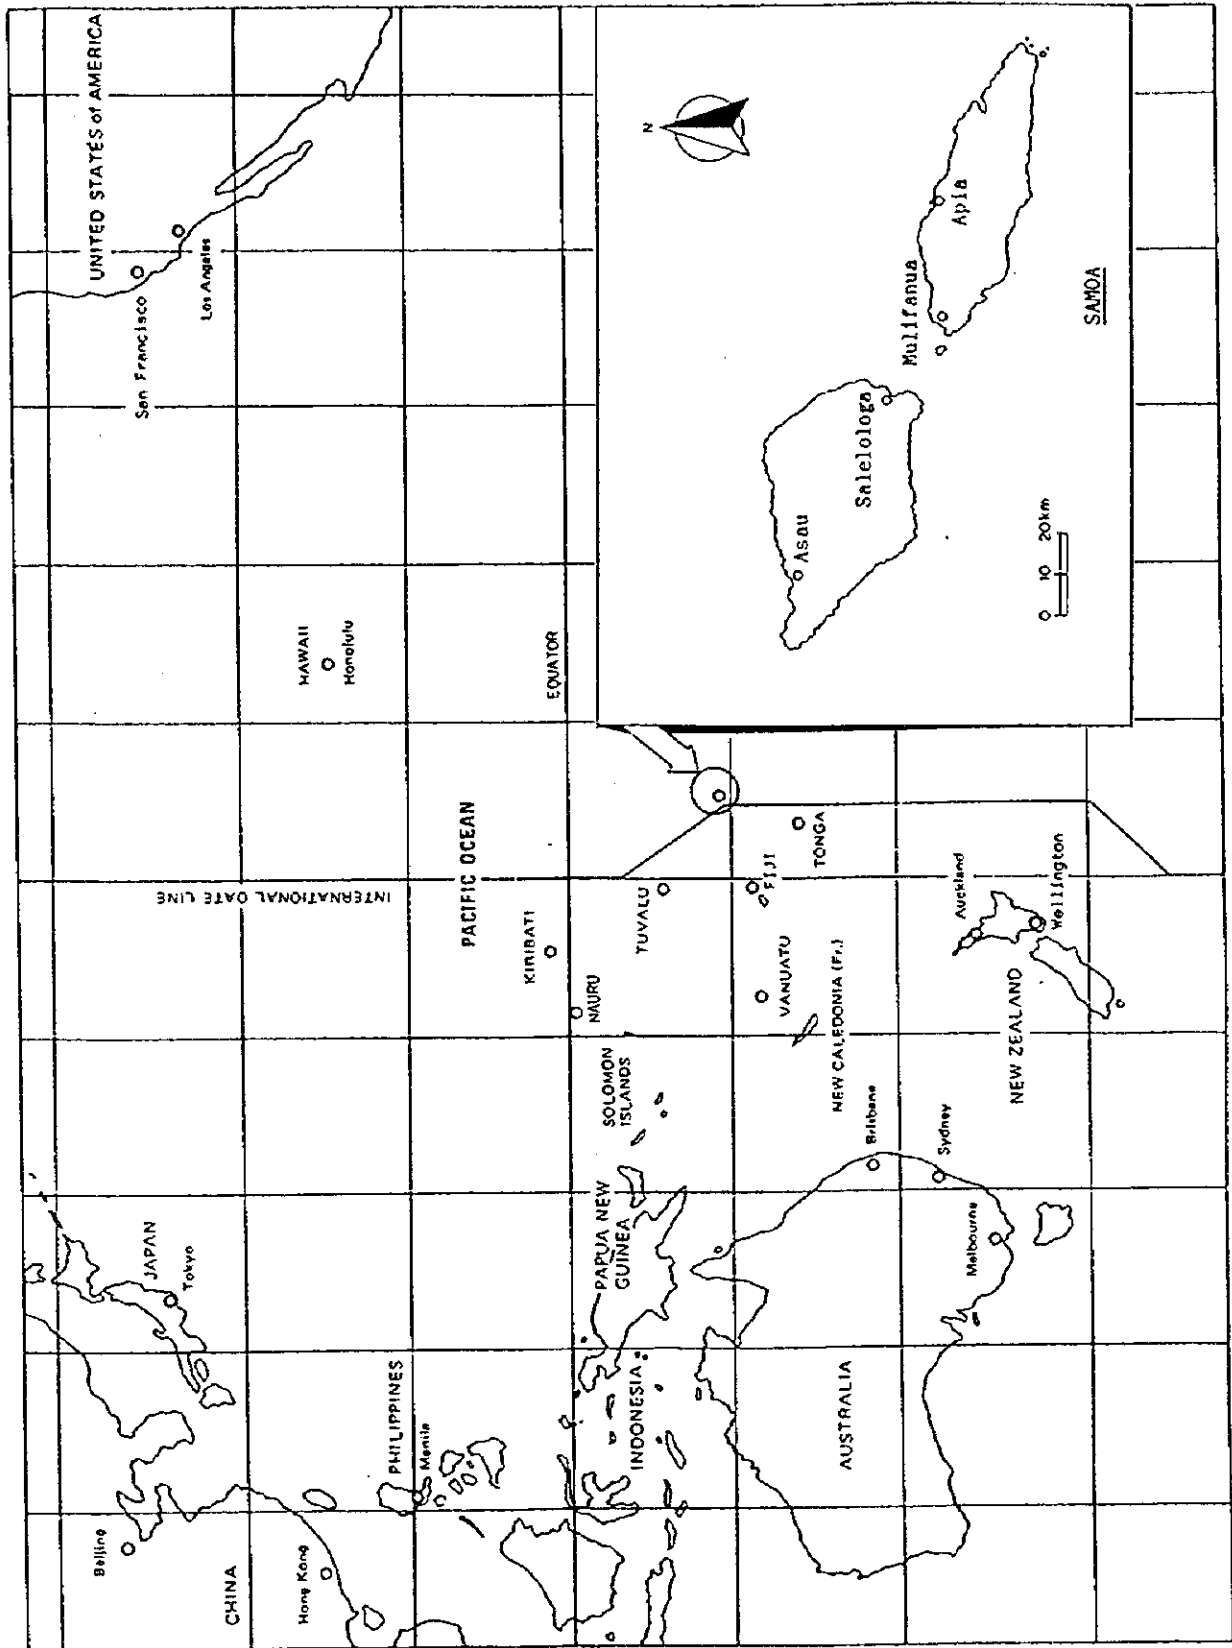 UNITED STATES of AMERICA
San Francisco
Los Angeles
HAWAII
Honolulu
EQUATOR
PACIFIC OCEAN
INTERNATIONAL DATE LINE
KIRIBATI
NAURU
TUVALU
FIJI
TONGA
VANUATU
NEW CALEDONIA (Fr.)
SOLOMON
ISLANDS
PAPUA NEW
GUINEA
INDONESIA
PHILIPPINES
Manila
JAPAN
Tokyo
Beijing
CHINA
Hong Kong
AUSTRALIA
Brisbane
Sydney
Melbourne
NEW ZEALAND
Auckland
Wellington
N
Asau
Salelologa
Mulifanua
Apia
0 10 20km
SAMOA